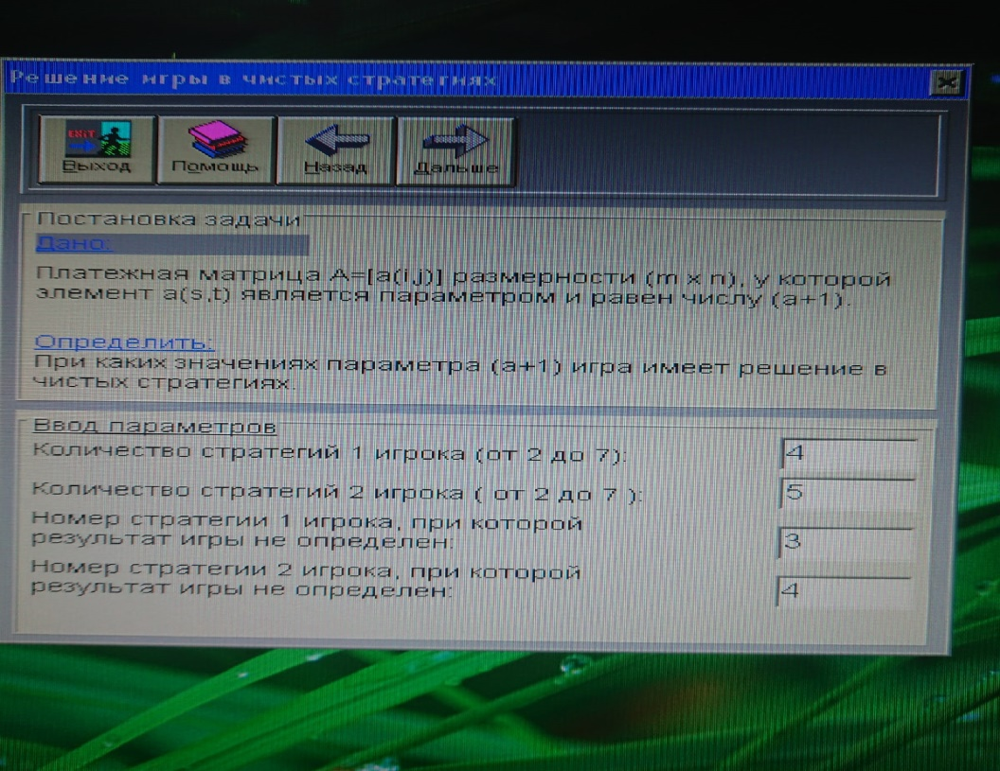 Решение игры в чистых стратегиях
EXIT
Выход
Помощь
Назад
Дальше
Постановка задачи
Дано:
Платежная матрица A=[a(i,j)] размерности (m x n), у которой
элемент a(s,t) является параметром и равен числу (a+1).
Определить:
При каких значениях параметра (a+1) игра имеет решение в
чистых стратегиях.
Ввод параметров
Количество стратегий 1 игрока (от 2 до 7):
4
Количество стратегий 2 игрока ( от 2 до 7 ):
5
Номер стратегии 1 игрока, при которой
результат игры не определен:
3
Номер стратегии 2 игрока, при которой
результат игры не определен:
4